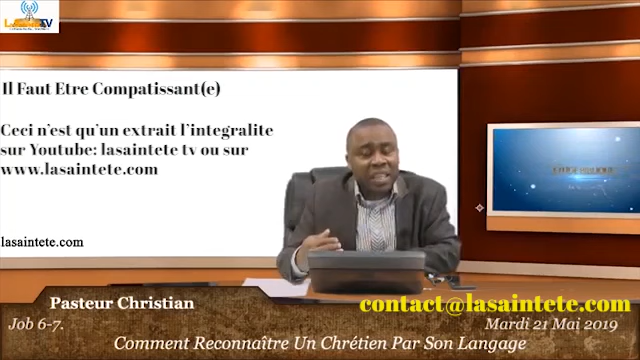 Il Faut Etre Compatissant(e)
Ceci n'est qu'un extrait l'integralite
sur Youtube: lasaintete tv ou sur
www.lasaintete.com
lasaintete.com
Pasteur Christian
contact@lasaintete.com
Job 6-7.
Mardi 21 Mai 2019
Comment Reconnaître Un Chrétien Par Son Langage